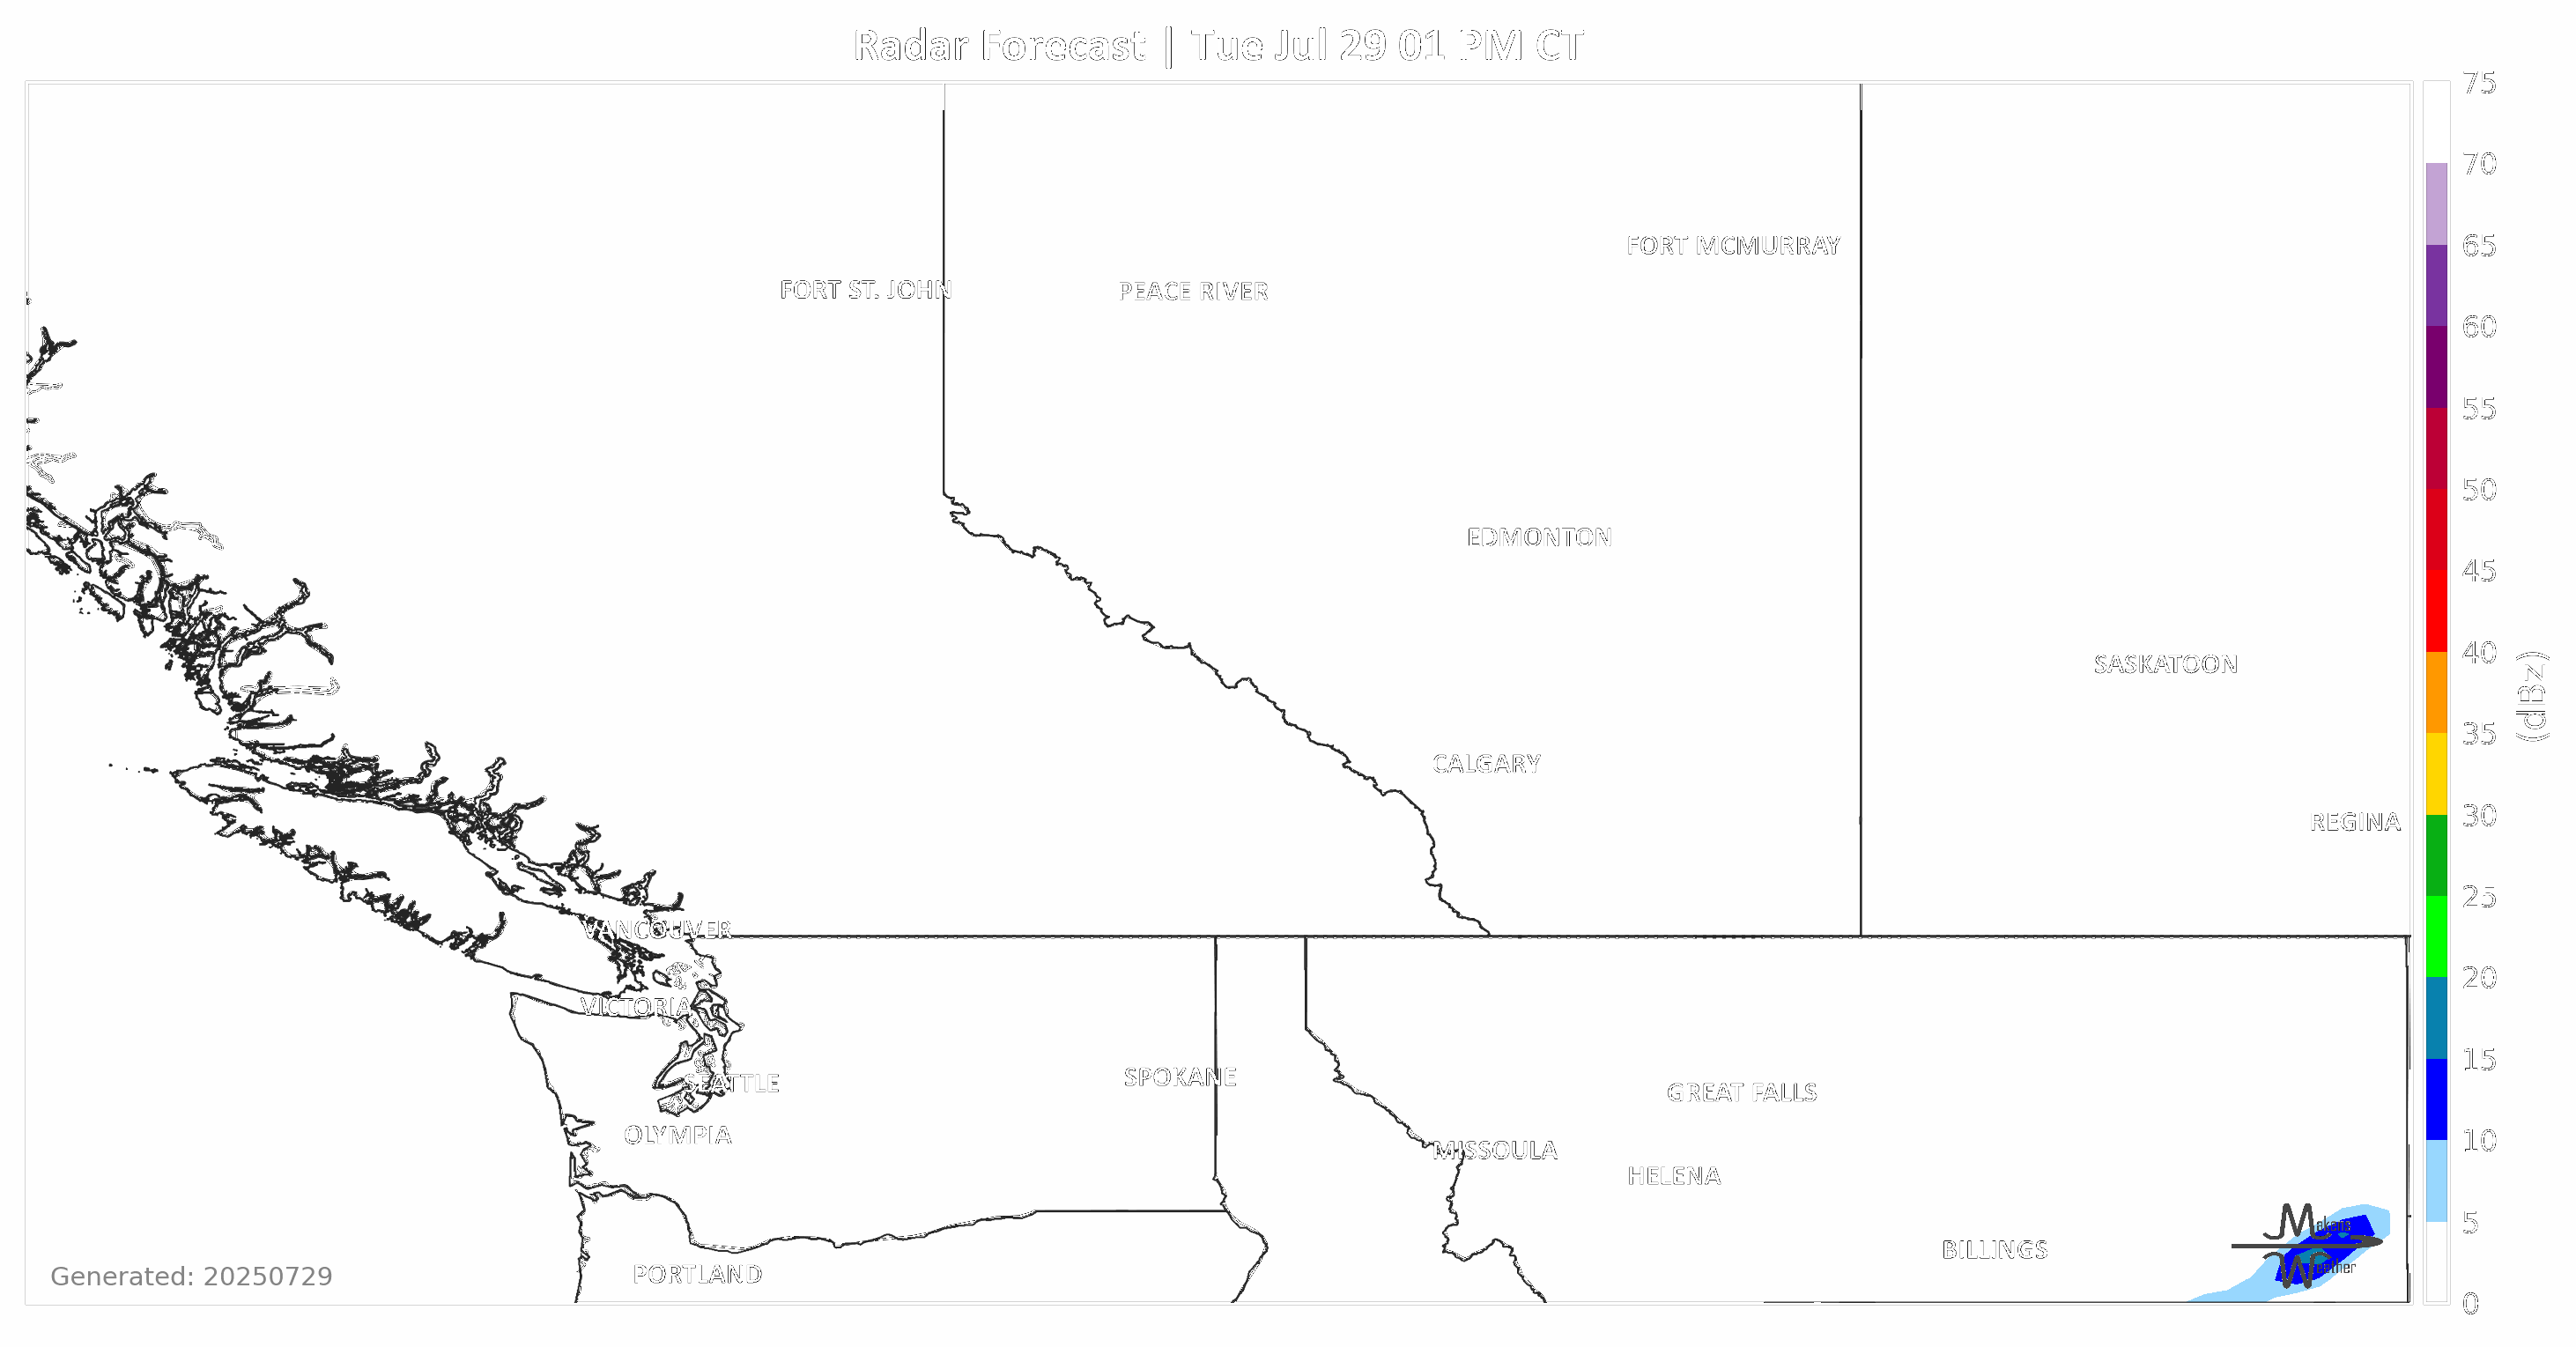 Radar Forecast | Tue Jul 29 01 PM CT
75
70
FORT MCMURRAY
65
FORT ST. JOHN
PEACE RIVER
60
55
50
EDMONTON
45
40
SASKATOON
(dBz)
35
CALGARY
30
REGINA
25
VANCOUVER
20
VICTORIA
15
SEATTLE
SPOKANE
GREAT FALLS
10
OLYMPIA
MISSOULA
HELENA
5
Mekana
BILLINGS
Weather
Generated: 20250729
PORTLAND
0